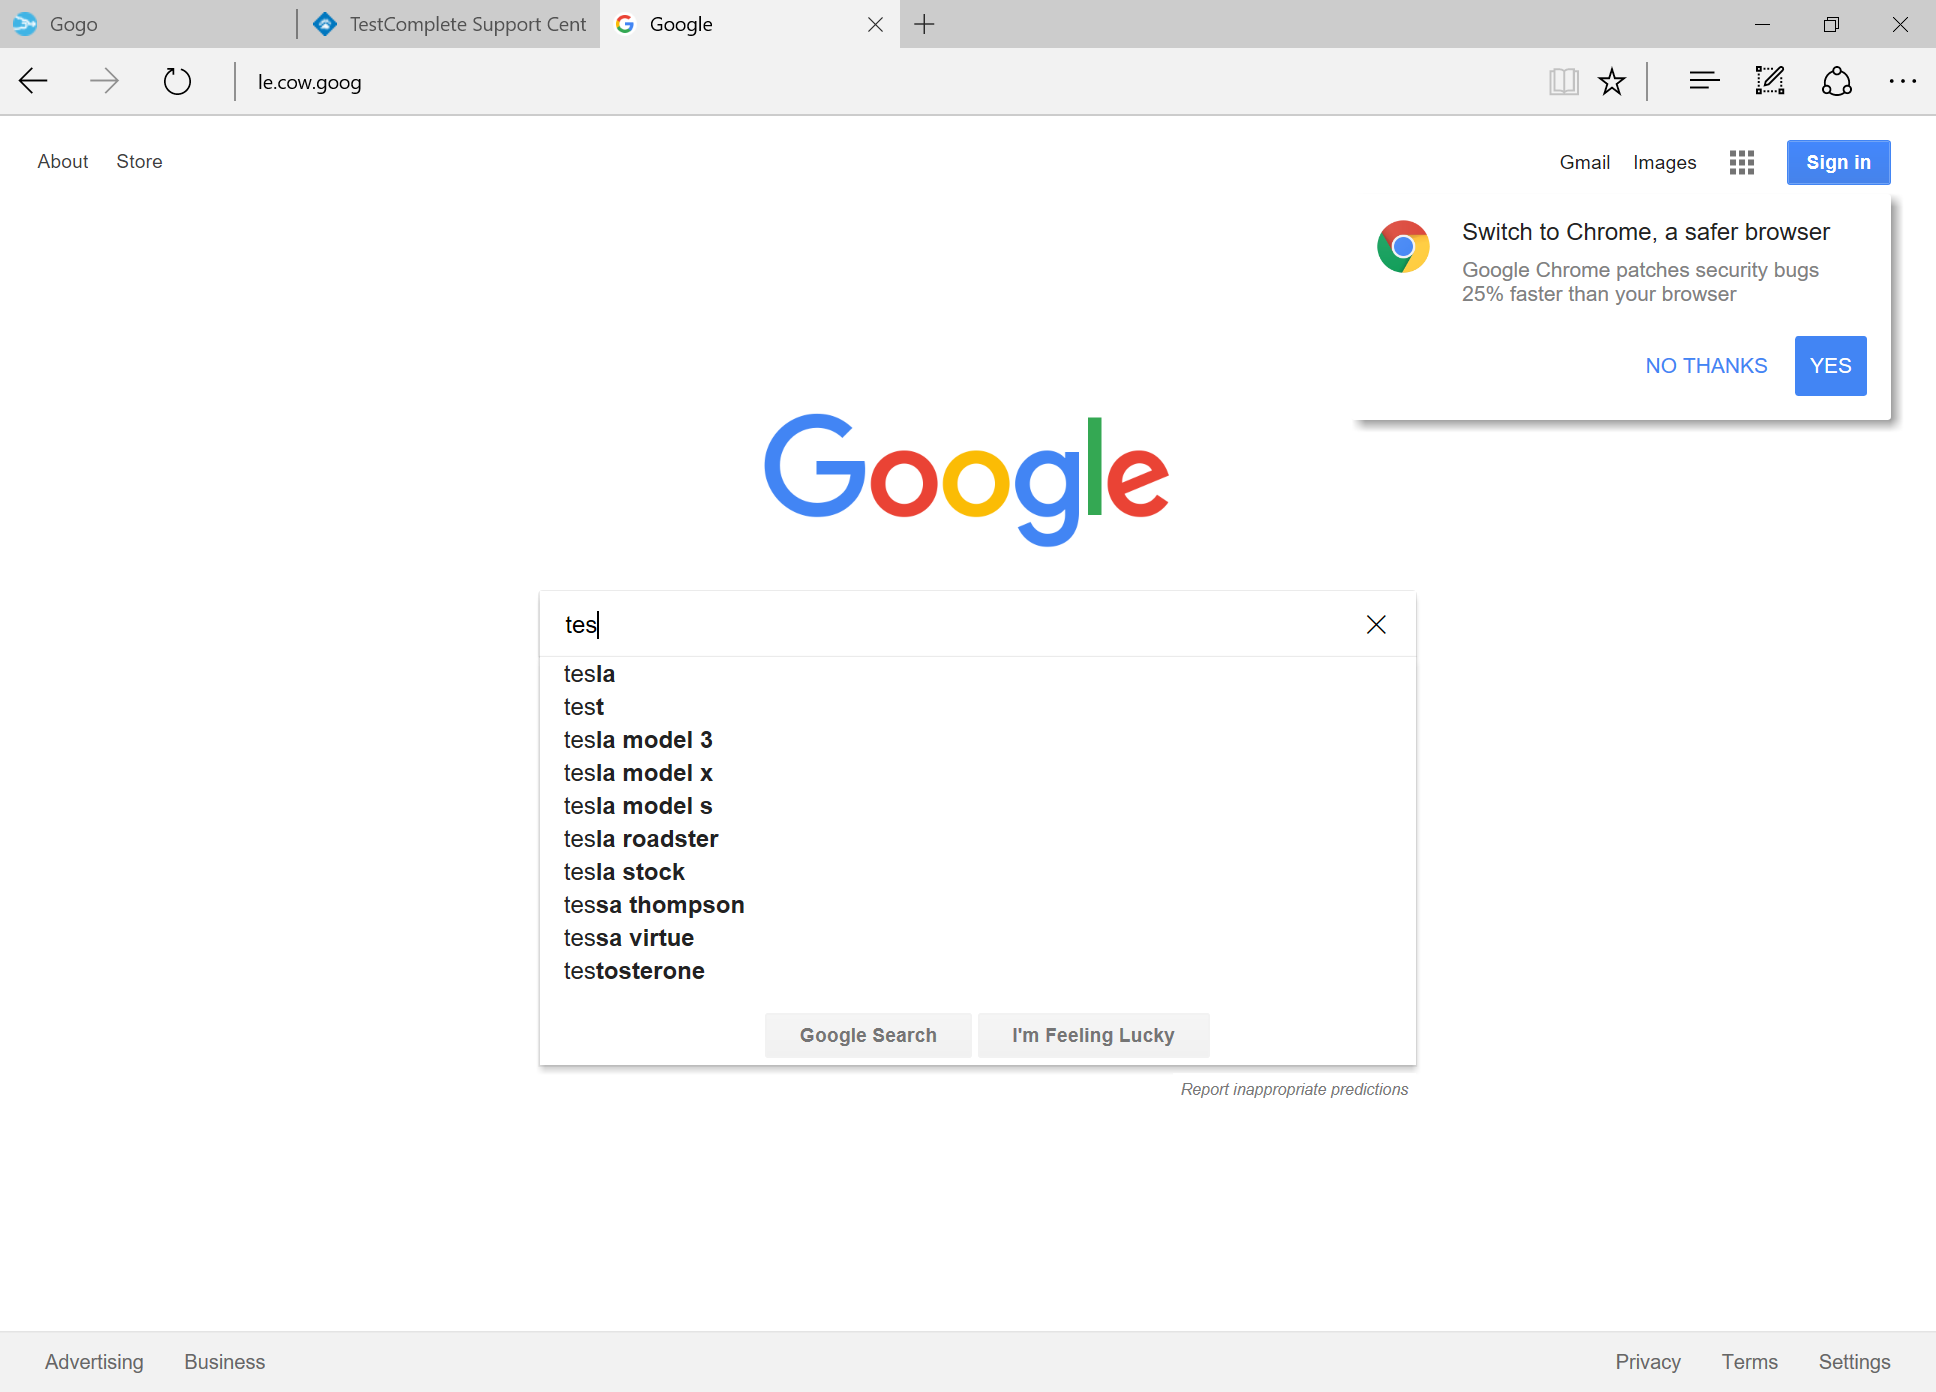 Gogo
TestComplete Support Cent
Google
le.cow.goog
About Store
Gmail Images Sign in
Switch to Chrome, a safer browser
Google Chrome patches security bugs
25% faster than your browser
NO THANKS YES
Google
tes
tesla
test
tesla model 3
tesla model x
tesla model s
tesla roadster
tesla stock
tessa thompson
tessa virtue
testosterone
Google Search I'm Feeling Lucky
Report inappropriate predictions
Advertising Business
Privacy Terms Settings